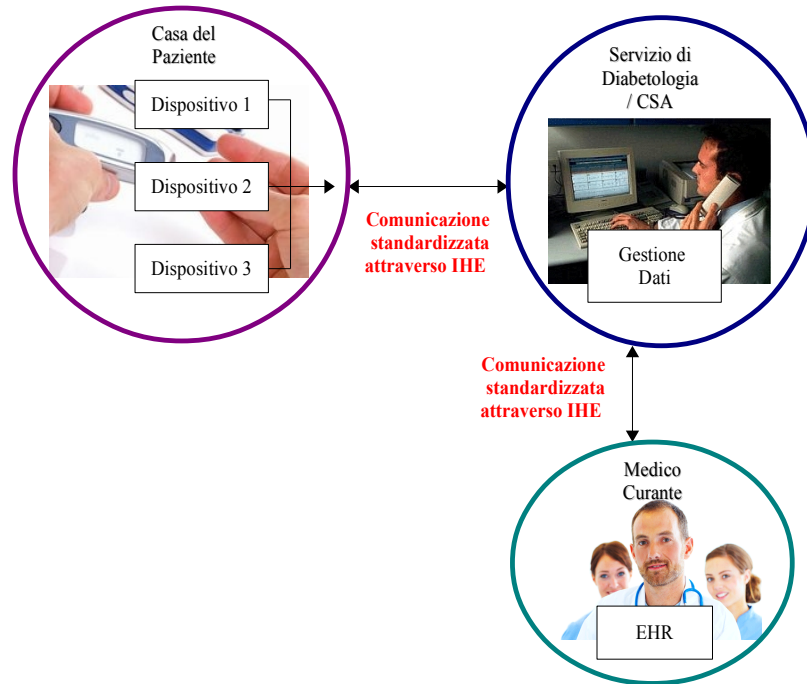 Casa del
Paziente
Dispositivo 1
Dispositivo 2
Dispositivo 3
Comunicazione
standardizzata
attraverso IHE
Servizio di
Diabetologia
/ CSA
Gestione
Dati
Comunicazione
standardizzata
attraverso IHE
Medico
Curante
EHR